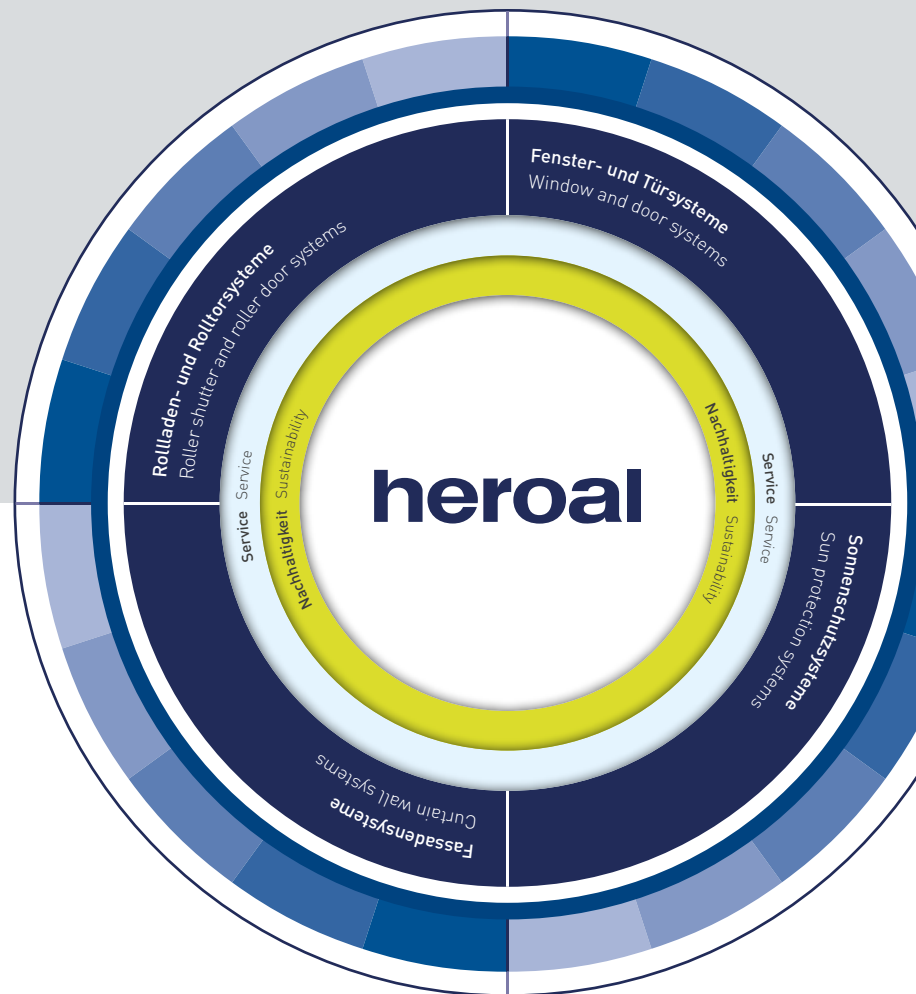 Fenster- und Türsysteme
Window and door systems
Rollladen- und Rolltorsysteme
Roller shutter and roller door systems
Service Service
Nachhaltigkeit Sustainability
heroal
Nachhaltigkeit Sustainability
Service Service
Sonnenschutzsysteme
Sun protection systems
Fassadensysteme
Curtain wall systems